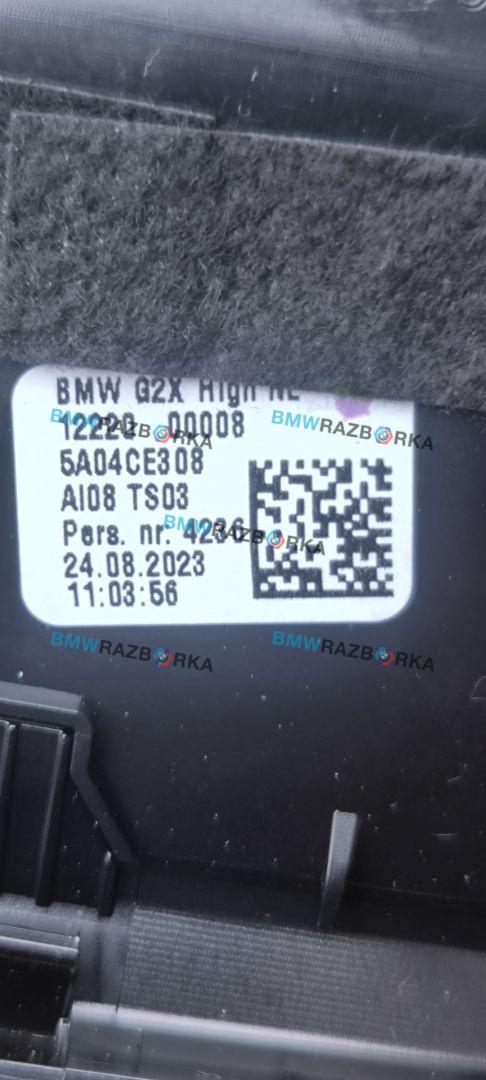 BMW G2X High NL
12220 00008
5A04CE308
AI08 TS03
Pers. nr.
24.08.2023
11:03:56
BMWRAZBORKA
BMWRAZBORKA
BMWRAZBORKA
BMWRAZBORKA
BMWRAZBORKA